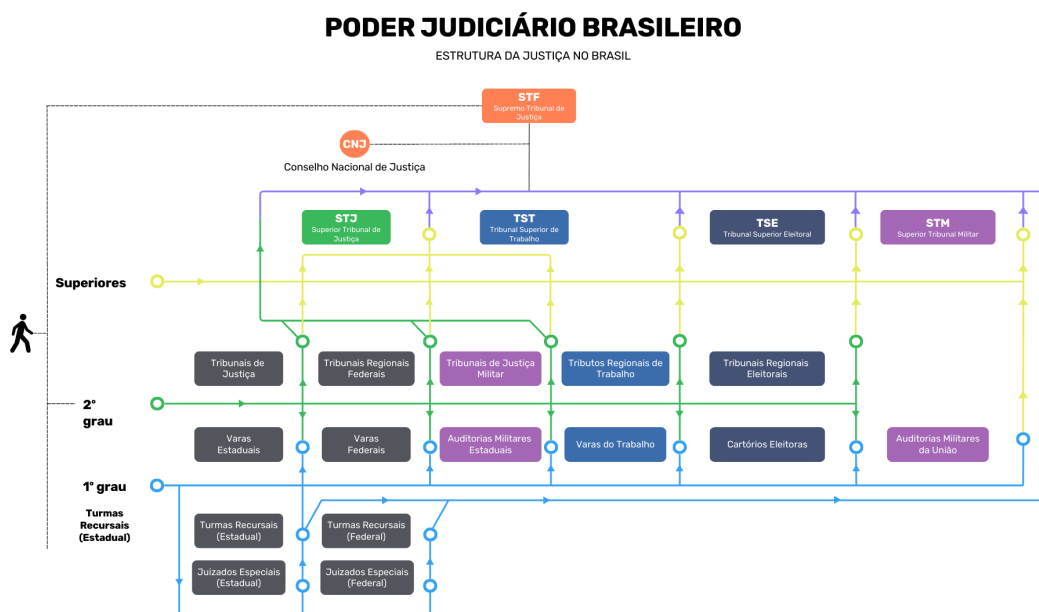 PODER JUDICIÁRIO BRASILEIRO
ESTRUTURA DA JUSTIÇA NO BRASIL
STF
Supremo Tribunal de
Justiça
CNJ
Conselho Nacional de Justiça
STJ
Superior Tribunal de
Justiça
TST
Tribunal Superior de
Trabalho
TSE
Tribunal Superior Eleitoral
STM
Superior Tribunal Militar
Superiores
Tribunais de
Justiça
Tribunais Regionais
Federais
Tribunais de Justiça
Militar
Tributos Regionais de
Trabalho
Tribunais Regionais
Eleitorais
2º
grau
Varas
Estaduais
Varas
Federais
Auditorias Militares
Estaduais
Varas do Trabalho
Cartórios Eleitoras
Auditorias Militares
da União
1º grau
Turmas
Recursais
(Estadual)
Turmas Recursais
(Estadual)
Turmas Recursais
(Federal)
Juizados Especiais
(Estadual)
Juizados Especiais
(Federal)